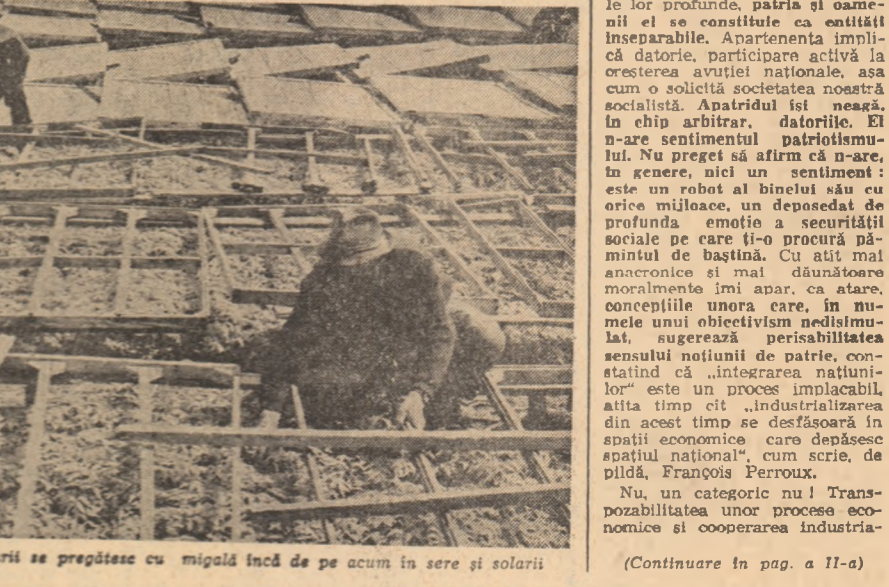 rii se pregătesc cu migală încă de pe acum în sere și solarii
le lor profunde, patria și oame-
nii ei se constituie ca entități
inseparabile. Apartenența impli-
că datorie, participare activă la
creșterea avuției naționale, așa
cum o solicită societatea noastră
socialistă. Apatridul își neagă,
în chip arbitrar, datoriile. El
n-are sentimentul patriotismu-
lui. Nu preget să afirm că n-are,
în genere, nici un sentiment :
este un robot al binelui său cu
orice mijloace, un deposedat de
profunda emoție a securității
sociale pe care ți-o procură pă-
mîntul de baștină. Cu atît mai
anacronice și mai dăunătoare
moralmente îmi apar, ca atare,
concepțiile unora care, în nu-
mele unui obiectivism nedisimu-
lat, sugerează perisabilitatea
sensului noțiunii de patrie, con-
statînd că „integrarea națiuni-
lor“ este un proces implacabil,
atîta timp cît „industrializarea
din acest timp se desfășoară în
spații economice care depășesc
spațiul național“, cum scrie, de
pildă, François Perroux.
Nu, un categoric nu ! Trans-
pozabilitatea unor procese eco-
nomice și cooperarea industria-
(Continuare în pag. a II-a)